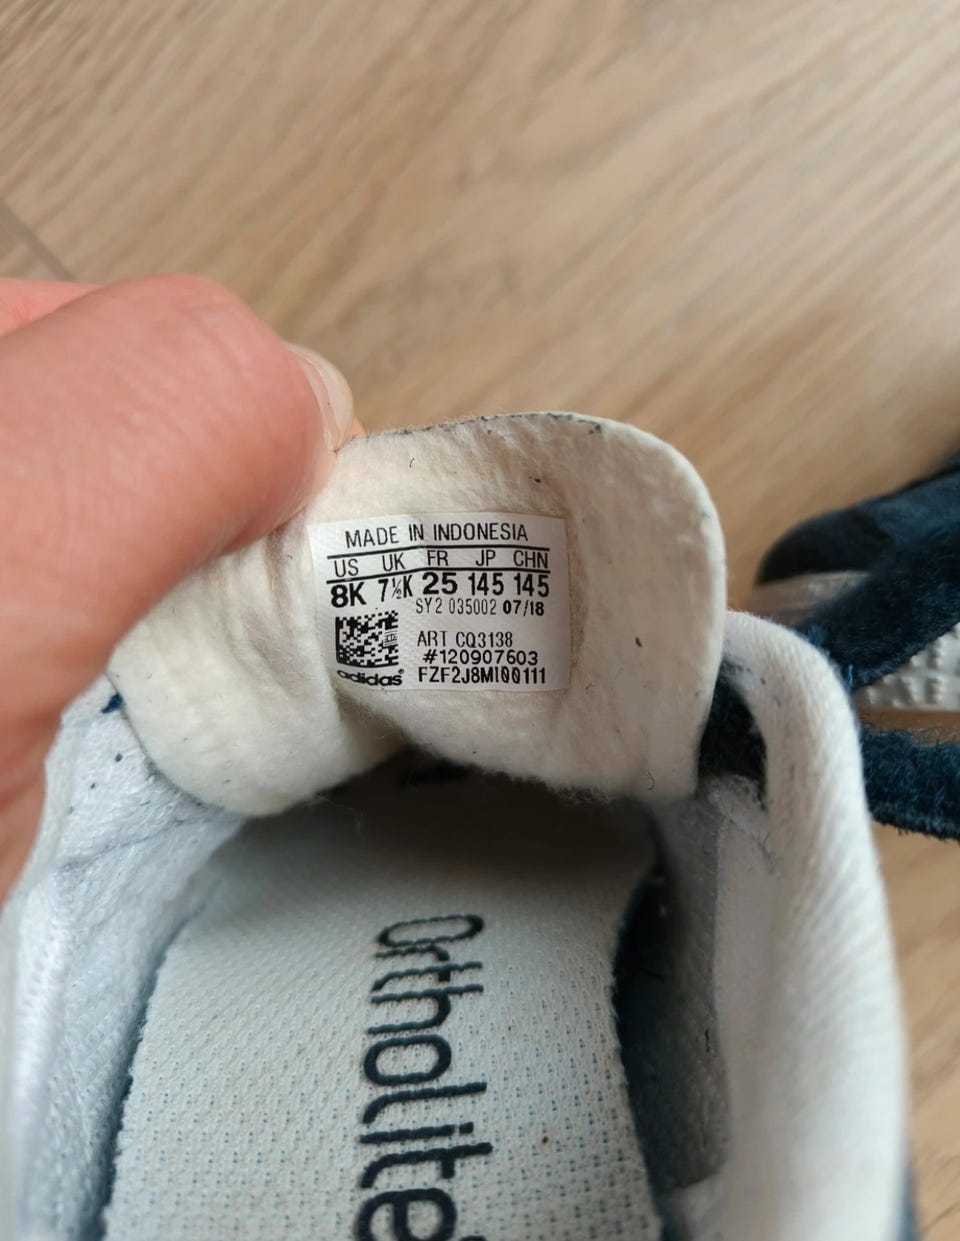 MADE IN INDONESIA
US UK FR JP CHN
8K 7½K 25 145 145
SY2 035002 07/18
ART CQ3138
#120907603
adidas® FZF2J8MI00111
Ortholite